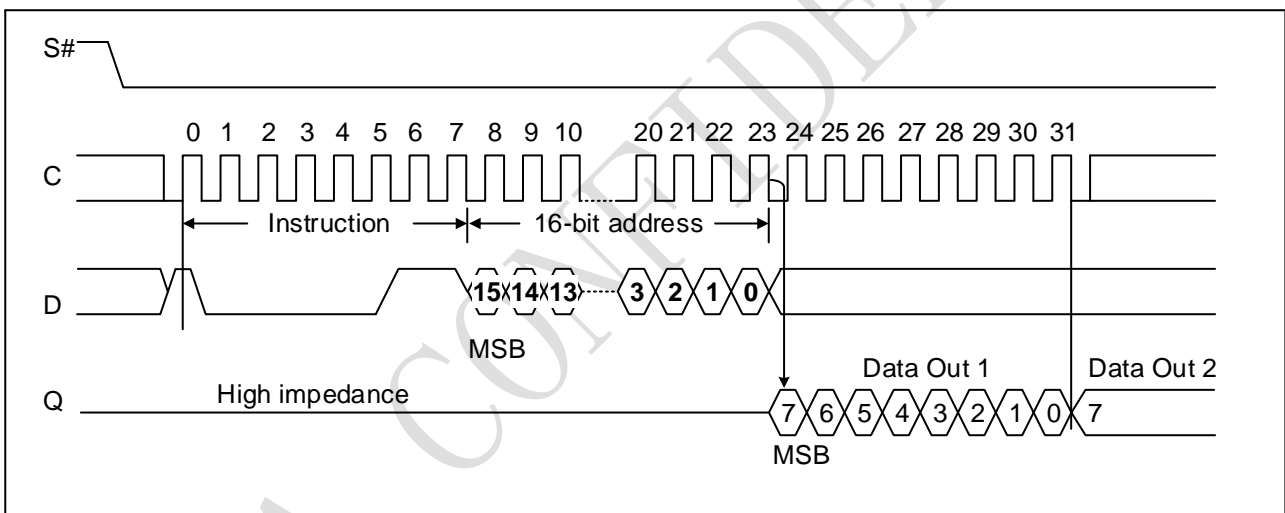 S#
0 1 2 3 4 5 6 7 8 9 10 20 21 22 23 24 25 26 27 28 29 30 31
C
Instruction 16-bit address
D 15 14 13 3 2 1 0
MSB
Data Out 1 Data Out 2
High impedance
Q 7 6 5 4 3 2 1 0 7
MSB